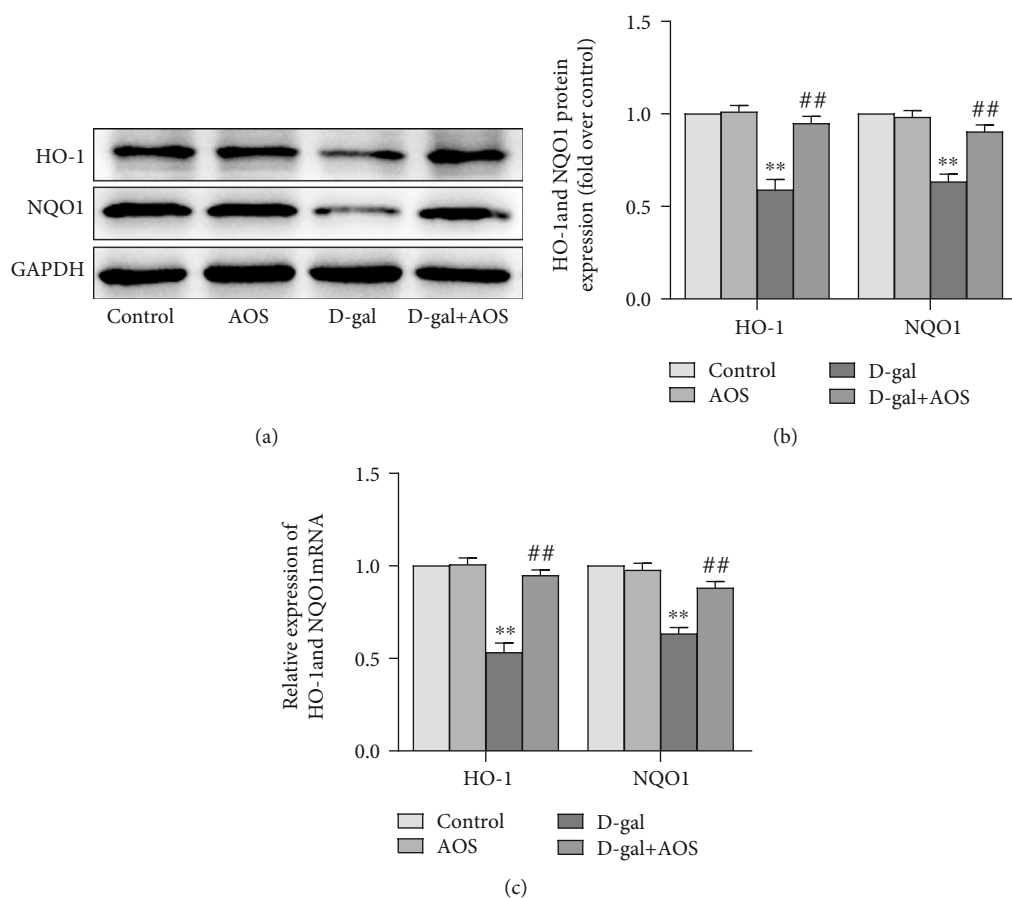 HO-1
NQO1
GAPDH
Control AOS D-gal D-gal+AOS
(a)
HO-1and NQO1 protein
expression (fold over control)
1.5
1.0
0.5
0.0
**
##
**
##
HO-1 NQO1
Control D-gal
AOS D-gal+AOS
(b)
Relative expression of
HO-1and NQO1mRNA
1.5
1.0
0.5
0.0
**
##
**
##
HO-1 NQO1
Control D-gal
AOS D-gal+AOS
(c)